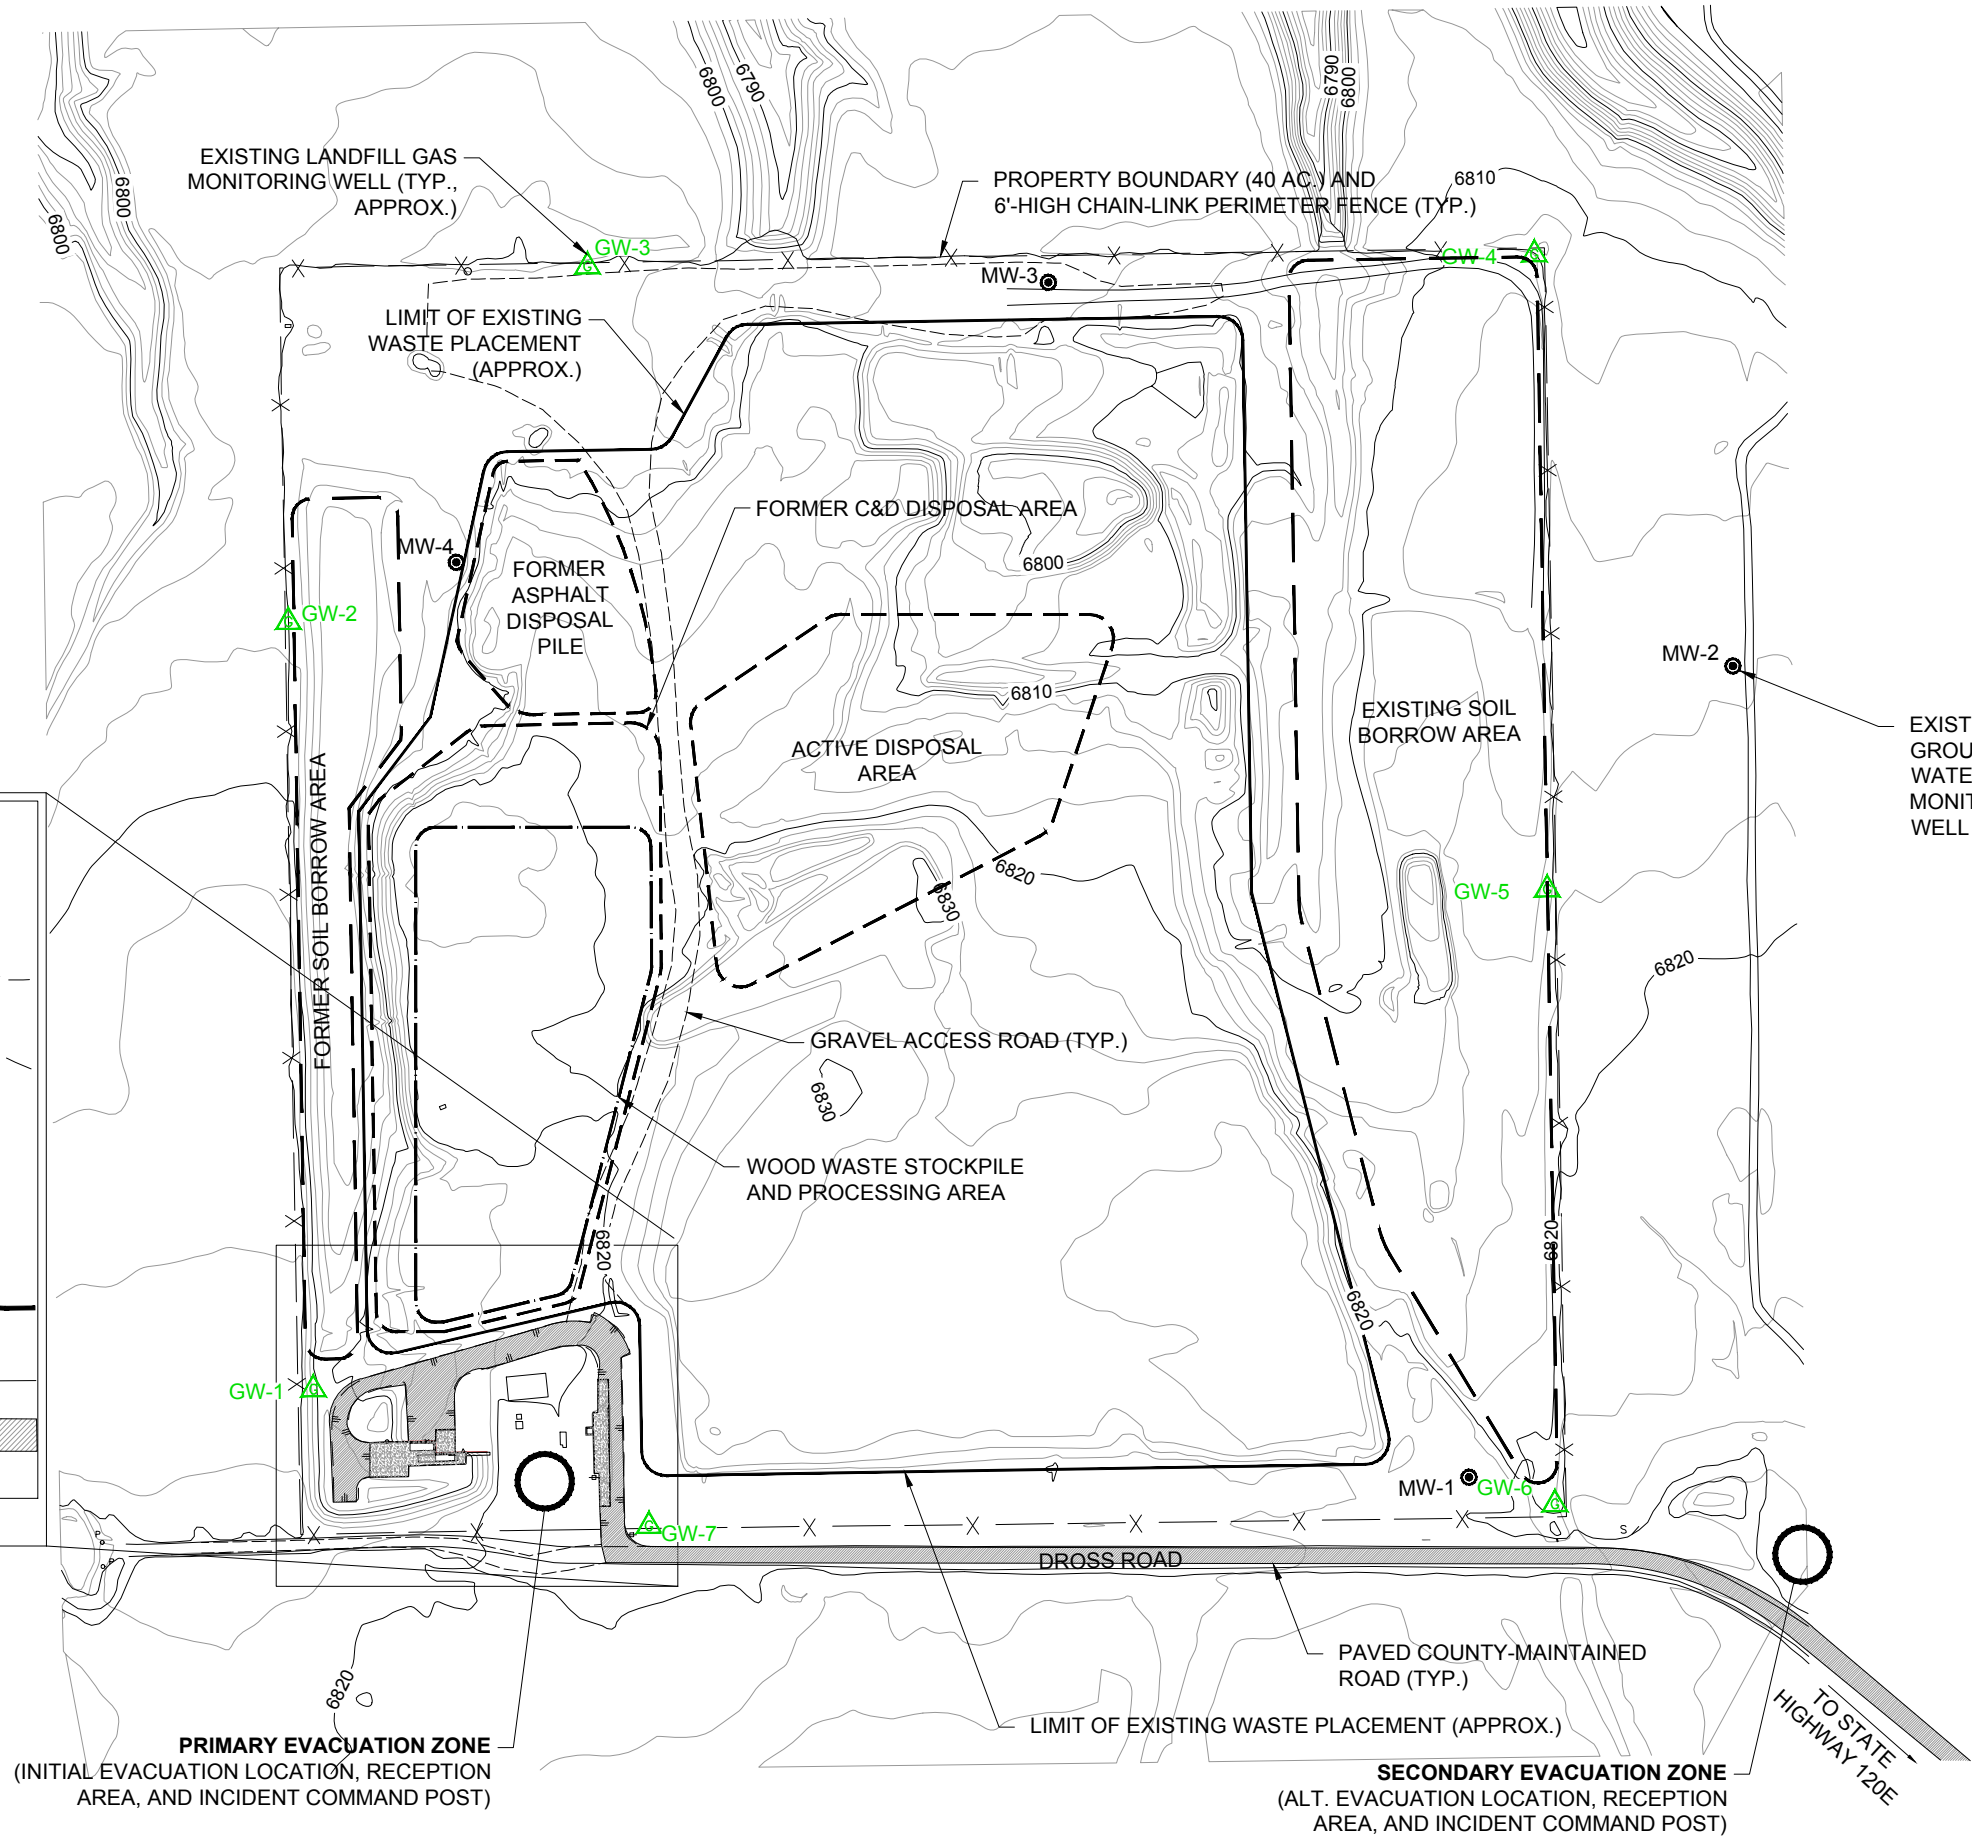 6800
6790
6790
6800
6800
6800
EXISTING LANDFILL GAS
MONITORING WELL (TYP.,
APPROX.)
PROPERTY BOUNDARY (40 AC.) AND
6'-HIGH CHAIN-LINK PERIMETER FENCE (TYP.)
6810
GW-3
G
GW-4
G
MW-3
LIMIT OF EXISTING
WASTE PLACEMENT
(APPROX.)
FORMER C&D DISPOSAL AREA
MW-4
6800
FORMER
ASPHALT
DISPOSAL
PILE
GW-2
G
MW-2
6810
EXISTING SOIL
BORROW AREA
EXIST
GROU
WATE
MONIT
WELL
ACTIVE DISPOSAL
AREA
FORMER SOIL BORROW AREA
6820
6830
GW-5
G
6820
GRAVEL ACCESS ROAD (TYP.)
6830
WOOD WASTE STOCKPILE
AND PROCESSING AREA
6820
6820
6820
GW-1
G
MW-1
GW-6
G
G
GW-7
P
S
DROSS ROAD
PAVED COUNTY-MAINTAINED
ROAD (TYP.)
6820
LIMIT OF EXISTING WASTE PLACEMENT (APPROX.)
TO STATE
HIGHWAY 120E
PRIMARY EVACUATION ZONE
(INITIAL EVACUATION LOCATION, RECEPTION
AREA, AND INCIDENT COMMAND POST)
SECONDARY EVACUATION ZONE
(ALT. EVACUATION LOCATION, RECEPTION
AREA, AND INCIDENT COMMAND POST)